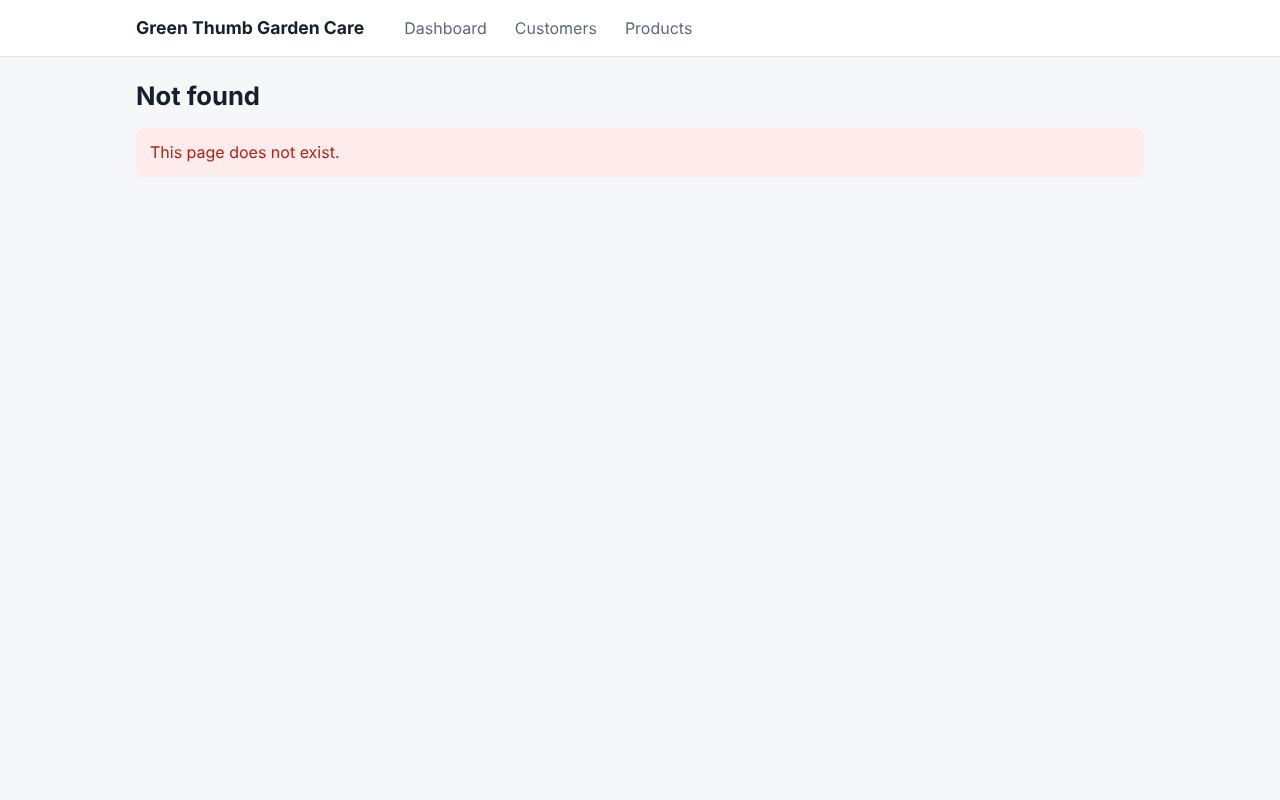 Green Thumb Garden Care Dashboard Customers Products
Not found
This page does not exist.